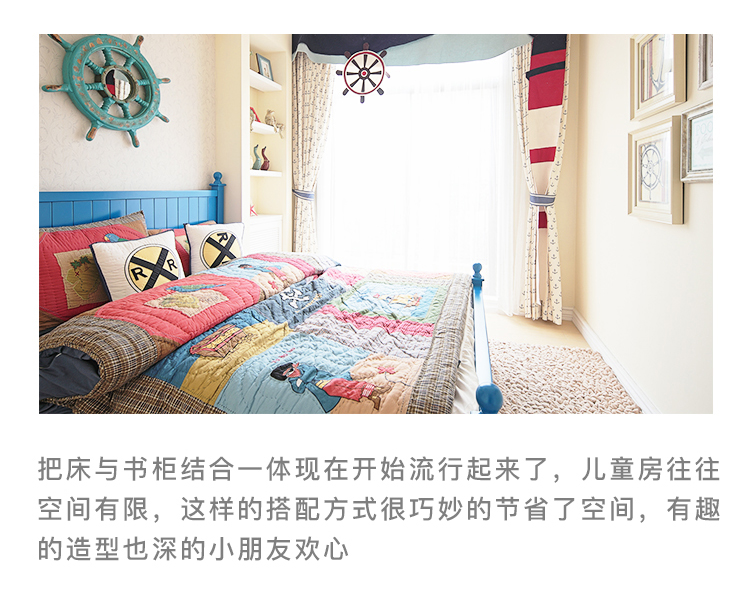 R R
R R
把床与书柜结合一体现在开始流行起来了，儿童房往往
空间有限，这样的搭配方式很巧妙的节省了空间，有趣
的造型也深的小朋友欢心